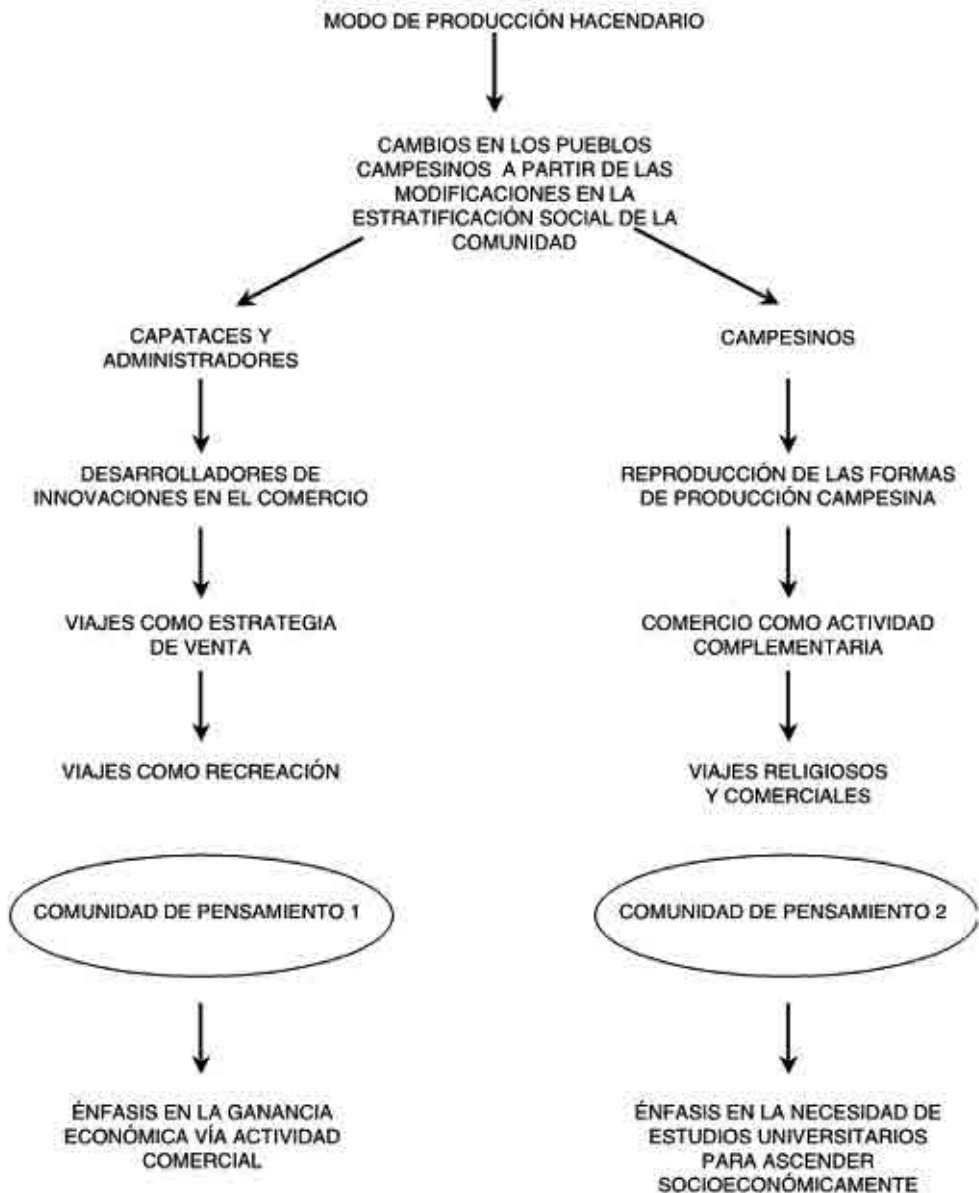 MODO DE PRODUCCIÓN HACENDARIO
CAMBIOS EN LOS PUEBLOS
CAMPESINOS A PARTIR DE LAS
MODIFICACIONES EN LA
ESTRATIFICACIÓN SOCIAL DE LA
COMUNIDAD
CAPATACES Y
ADMINISTRADORES
DESARROLLADORES DE
INNOVACIONES EN EL COMERCIO
VIAJES COMO ESTRATEGIA
DE VENTA
VIAJES COMO RECREACIÓN
COMUNIDAD DE PENSAMIENTO 1
ÉNFASIS EN LA GANANCIA
ECONÓMICA VÍA ACTIVIDAD
COMERCIAL
CAMPESINOS
REPRODUCCIÓN DE LAS FORMAS
DE PRODUCCIÓN CAMPESINA
COMERCIO COMO ACTIVIDAD
COMPLEMENTARIA
VIAJES RELIGIOSOS
Y COMERCIALES
COMUNIDAD DE PENSAMIENTO 2
ÉNFASIS EN LA NECESIDAD DE
ESTUDIOS UNIVERSITARIOS
PARA ASCENDER
SOCIOECONÓMICAMENTE